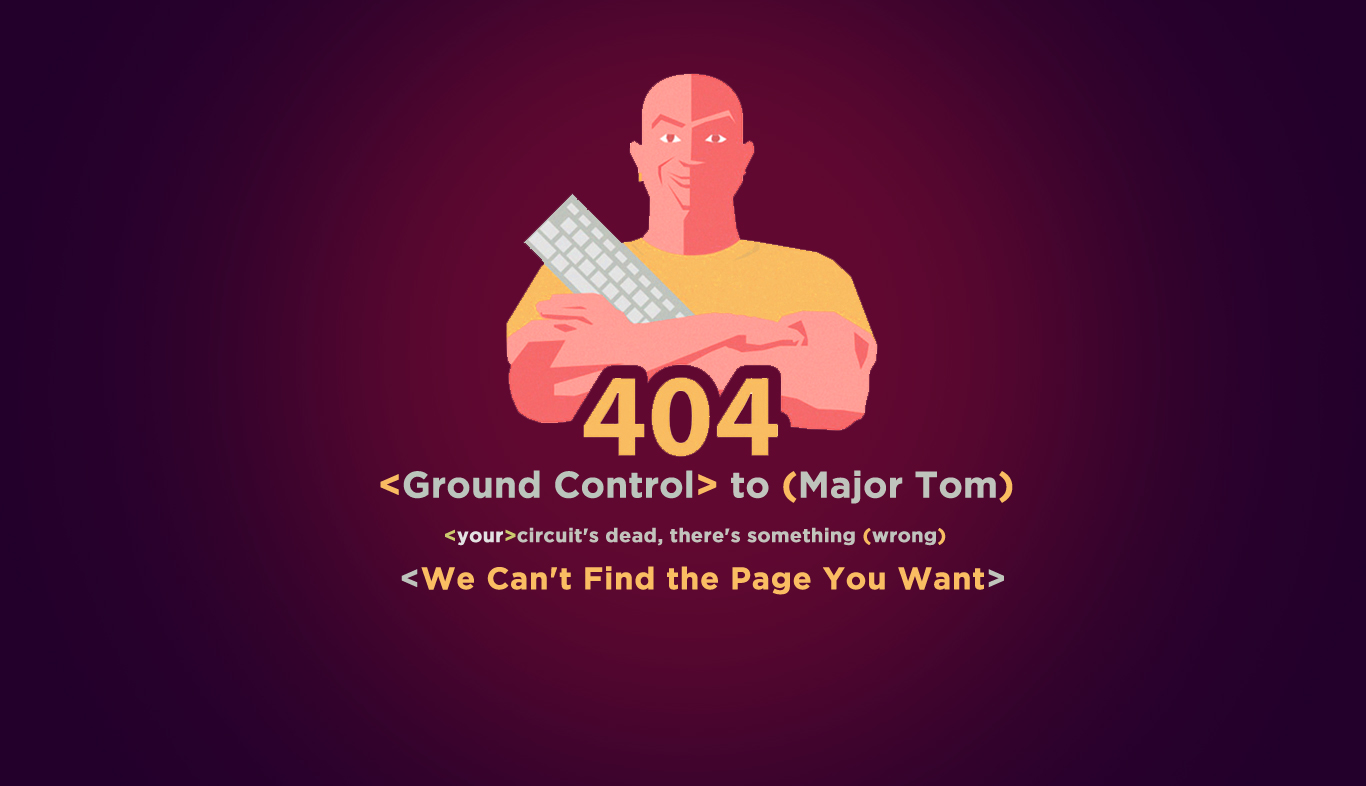 404
<Ground Control> to (Major Tom)
<your>circuit's dead, there's something (wrong)
<We Can't Find the Page You Want>